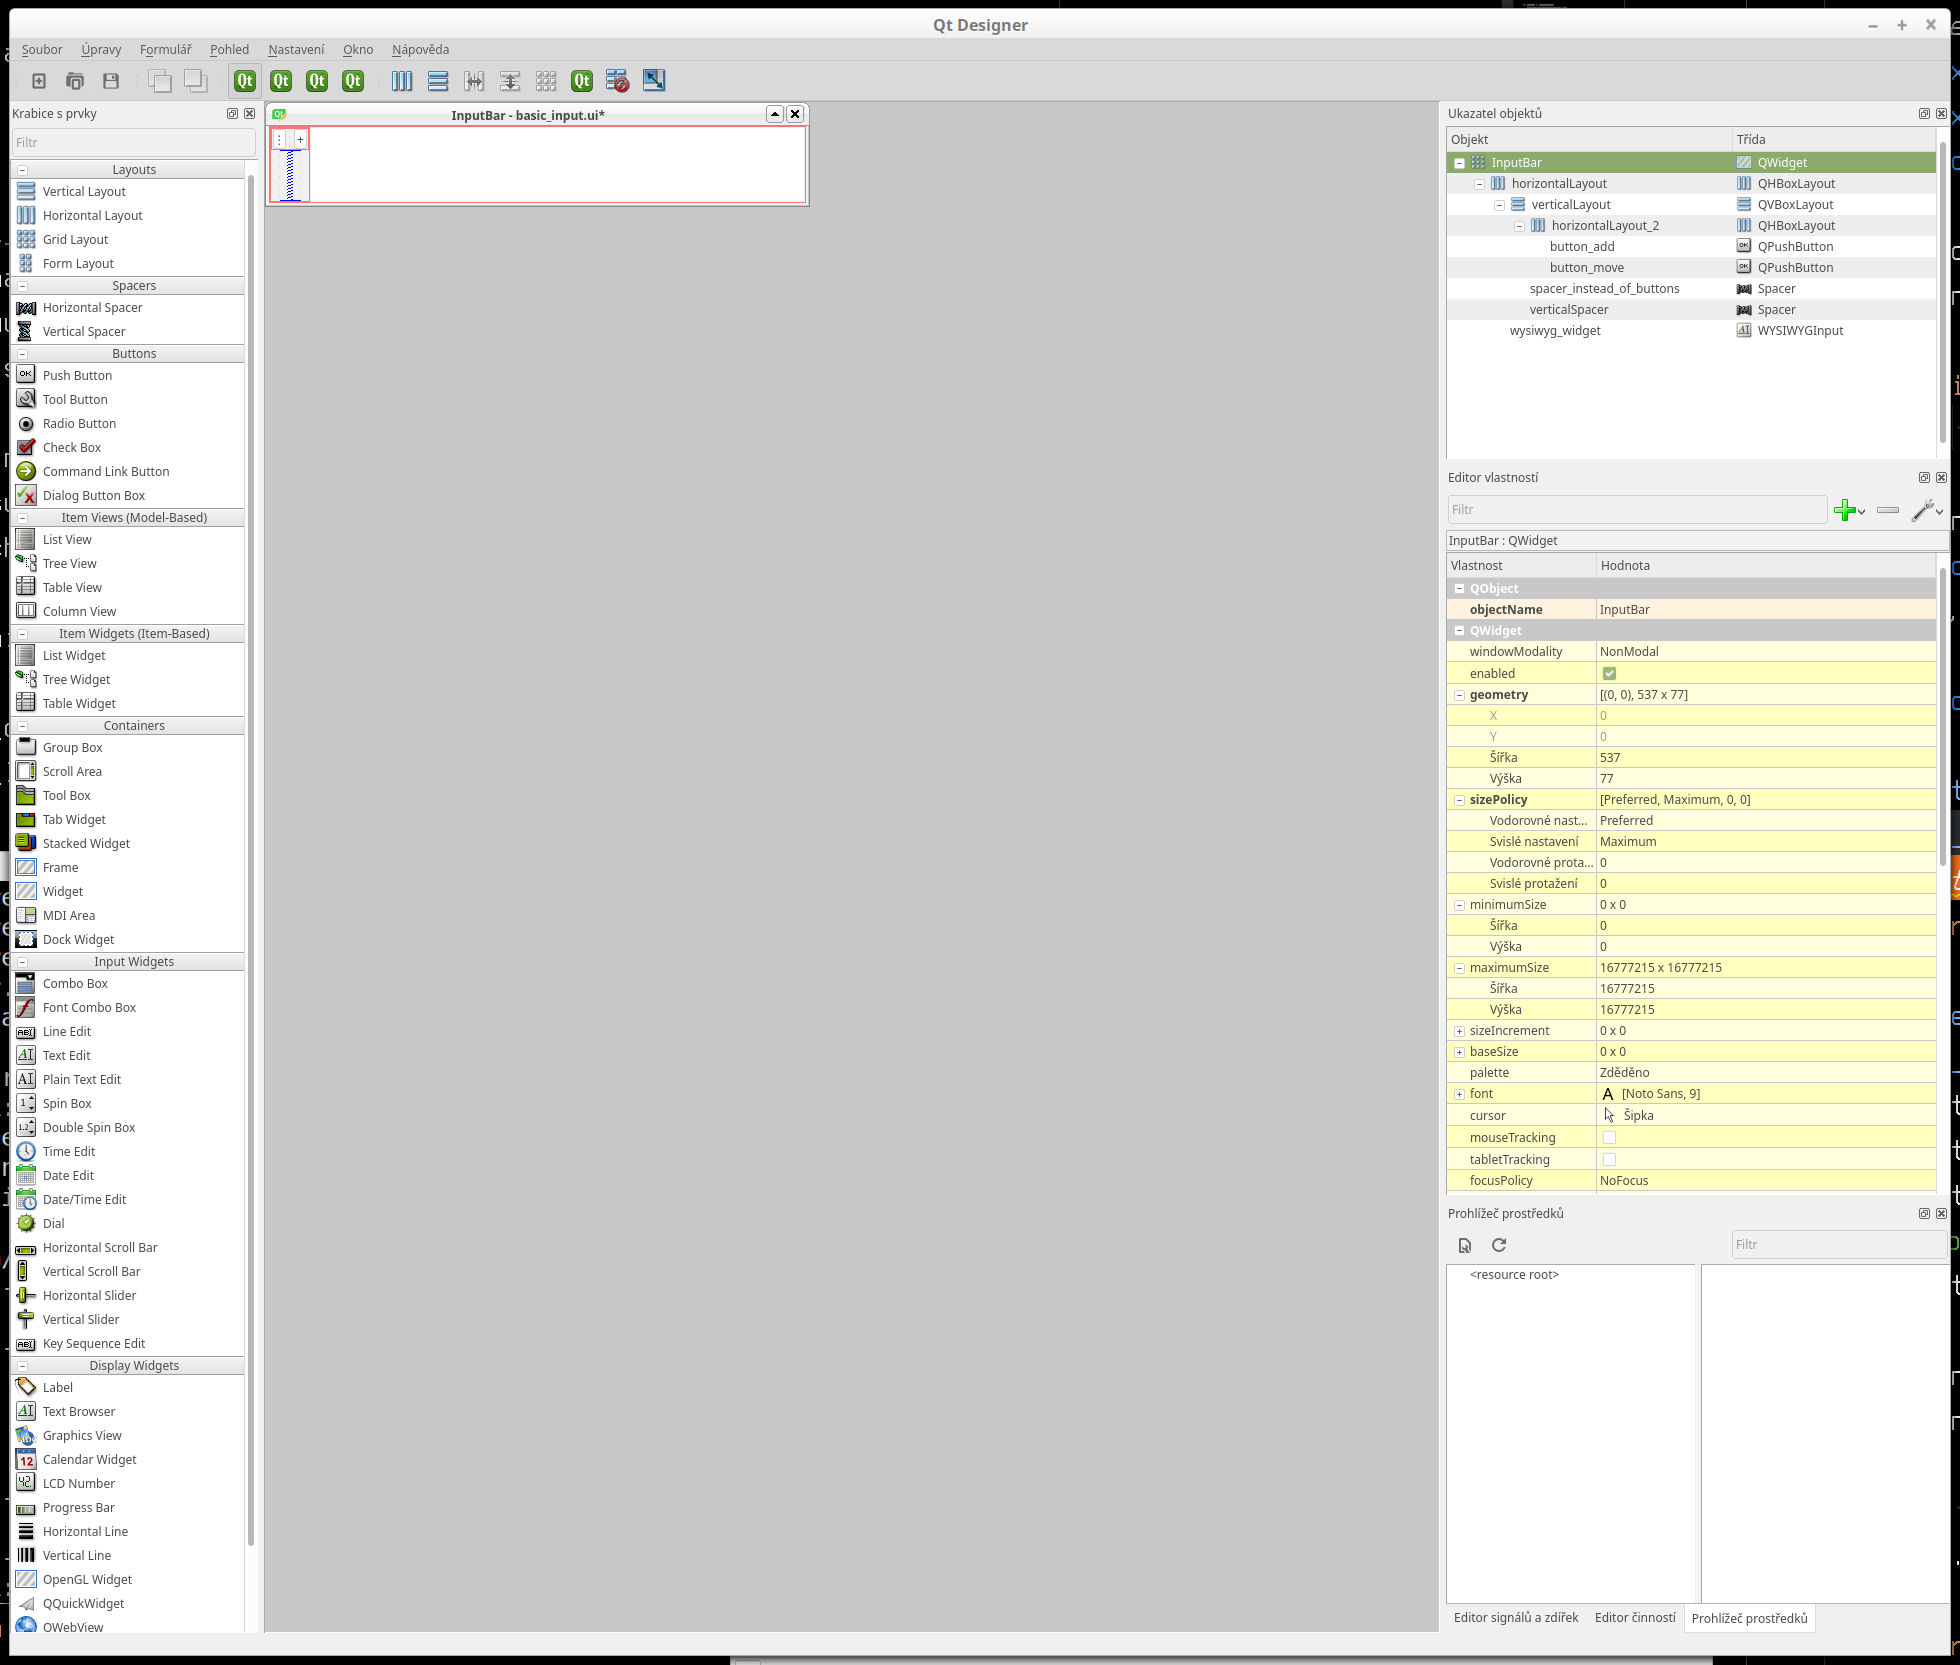 Qt Designer
Soubor Úpravy Formulář Pohled Nastavení Okno Nápověda
Krabice s prvky
Filtr
Layouts
Vertical Layout
Horizontal Layout
Grid Layout
Form Layout
Spacers
Horizontal Spacer
Vertical Spacer
Buttons
Push Button
Tool Button
Radio Button
Check Box
Command Link Button
Dialog Button Box
Item Views (Model-Based)
List View
Tree View
Table View
Column View
Item Widgets (Item-Based)
List Widget
Tree Widget
Table Widget
Containers
Group Box
Scroll Area
Tool Box
Tab Widget
Stacked Widget
Frame
Widget
MDI Area
Dock Widget
Input Widgets
Combo Box
Font Combo Box
Line Edit
Text Edit
Plain Text Edit
Spin Box
Double Spin Box
Time Edit
Date Edit
Date/Time Edit
Dial
Horizontal Scroll Bar
Vertical Scroll Bar
Horizontal Slider
Vertical Slider
Key Sequence Edit
Display Widgets
Label
Text Browser
Graphics View
Calendar Widget
LCD Number
Progress Bar
Horizontal Line
Vertical Line
OpenGL Widget
QQuickWidget
QWebView
InputBar - basic_input.ui*
Ukazatel objektů
Objekt Třída
InputBar QWidget
horizontalLayout QHBoxLayout
verticalLayout QVBoxLayout
horizontalLayout_2 QHBoxLayout
button_add QPushButton
button_move QPushButton
spacer_instead_of_buttons Spacer
verticalSpacer Spacer
wysiwyg_widget WYSIWYGInput
Editor vlastností
Filtr
InputBar : QWidget
Vlastnost Hodnota
QObject
objectName InputBar
QWidget
windowModality NonModal
enabled
geometry [(0, 0), 537 x 77]
X 0
Y 0
Šířka 537
Výška 77
sizePolicy [Preferred, Maximum, 0, 0]
Vodorovné nast... Preferred
Svislé nastavení Maximum
Vodorovné prota... 0
Svislé protažení 0
minimumSize 0 x 0
Šířka 0
Výška 0
maximumSize 16777215 x 16777215
Šířka 16777215
Výška 16777215
sizeIncrement 0 x 0
baseSize 0 x 0
palette Zděděno
font A [Noto Sans, 9]
cursor Šipka
mouseTracking
tabletTracking
focusPolicy NoFocus
Prohlížeč prostředků
Filtr
<resource root>
Editor signálů a zdířek Editor činností Prohlížeč prostředků